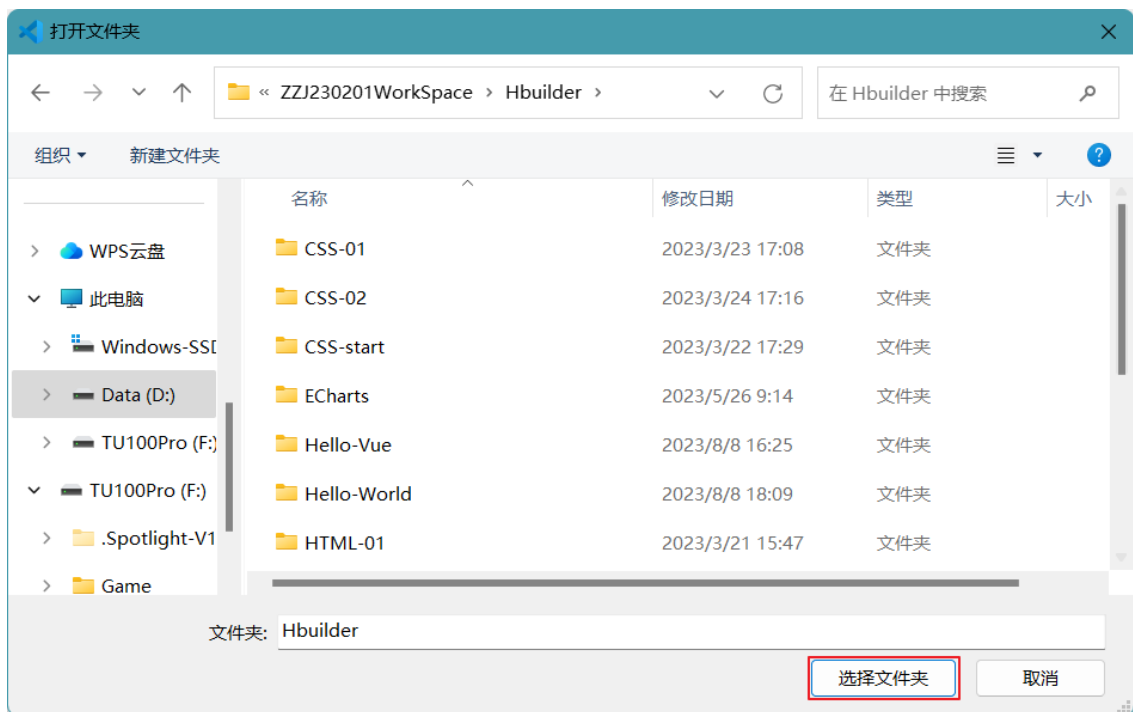 打开文件夹
« ZZJ230201WorkSpace › Hbuilder ›
在 Hbuilder 中搜索
组织 新建文件夹
名称 修改日期 类型 大小
WPS云盘
此电脑
Windows-SSD
Data (D:)
TU100Pro (F:)
TU100Pro (F:)
.Spotlight-V1
Game
CSS-01 2023/3/23 17:08 文件夹
CSS-02 2023/3/24 17:16 文件夹
CSS-start 2023/3/22 17:29 文件夹
ECharts 2023/5/26 9:14 文件夹
Hello-Vue 2023/8/8 16:25 文件夹
Hello-World 2023/8/8 18:09 文件夹
HTML-01 2023/3/21 15:47 文件夹
文件夹: Hbuilder
选择文件夹 取消